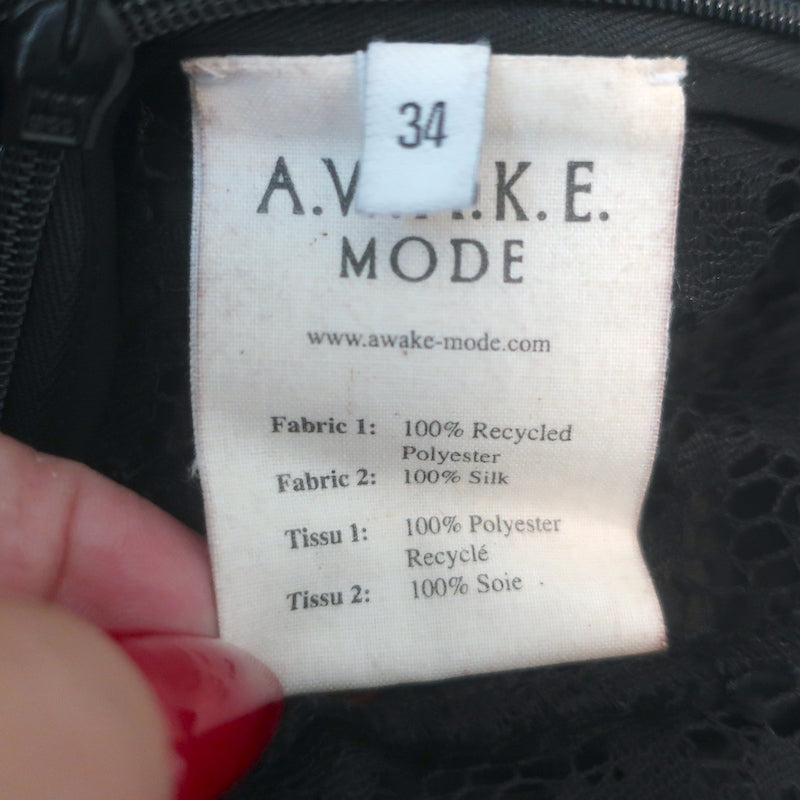 34
A.W.A.K.E.
MODE
www.awake-mode.com
Fabric 1: 100% Recycled
Polyester
Fabric 2: 100% Silk
Tissu 1: 100% Polyester
Recyclé
Tissu 2: 100% Soie